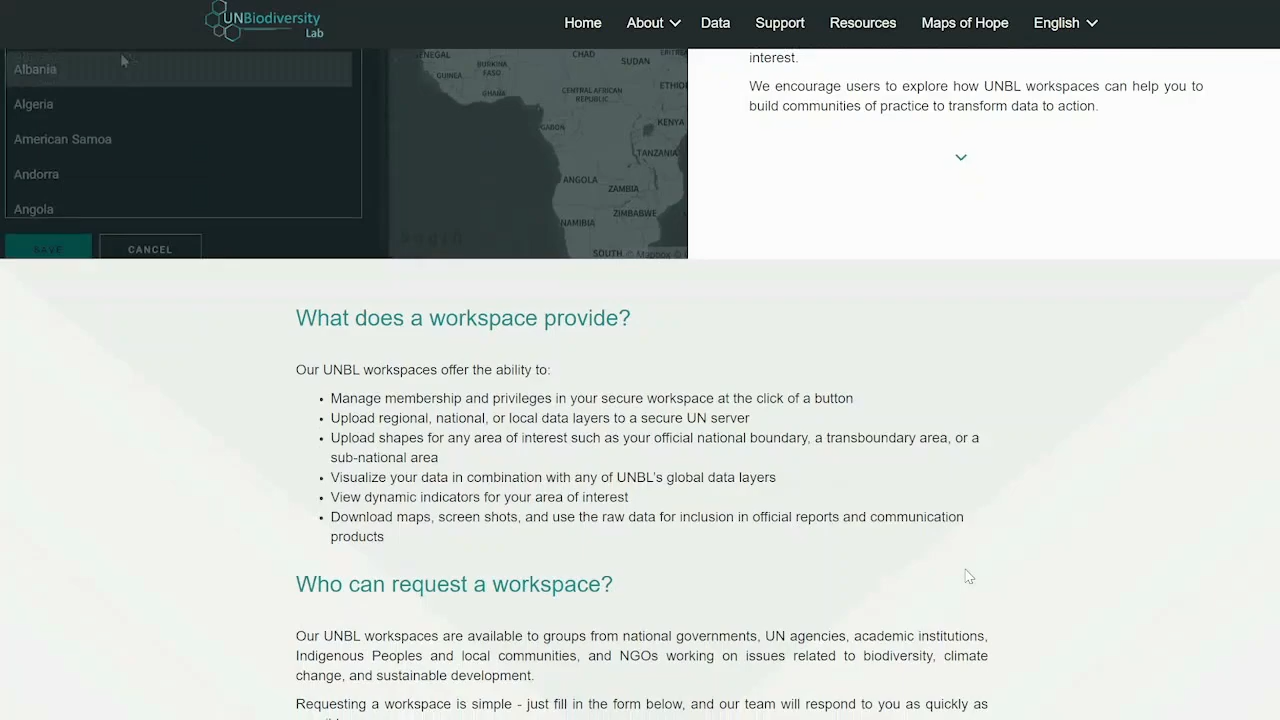 UNBiodiversity
Lab
Home
About
Data
Support
Resources
Maps of Hope
English
Albania
Algeria
American Samoa
Andorra
Angola
SAVE
CANCEL
SENEGAL
GUINEA
BURKINA
FASO
GHANA
CHAD
SUDAN
ERITREA
CENTRAL AFRICAN
REPUBLIC
ETHIOP
GABON
KENYA
TANZANIA
ANGOLA
ZAMBIA
ZIMBABWE
NAMIBIA
SOUTH
© Mapbox ©
interest.
We encourage users to explore how UNBL workspaces can help you to
build communities of practice to transform data to action.
What does a workspace provide?
Our UNBL workspaces offer the ability to:
• Manage membership and privileges in your secure workspace at the click of a button
• Upload regional, national, or local data layers to a secure UN server
• Upload shapes for any area of interest such as your official national boundary, a transboundary area, or a
sub-national area
• Visualize your data in combination with any of UNBL's global data layers
• View dynamic indicators for your area of interest
• Download maps, screen shots, and use the raw data for inclusion in official reports and communication
products
Who can request a workspace?
Our UNBL workspaces are available to groups from national governments, UN agencies, academic institutions,
Indigenous Peoples and local communities, and NGOs working on issues related to biodiversity, climate
change, and sustainable development.
Requesting a workspace is simple - just fill in the form below, and our team will respond to you as quickly as